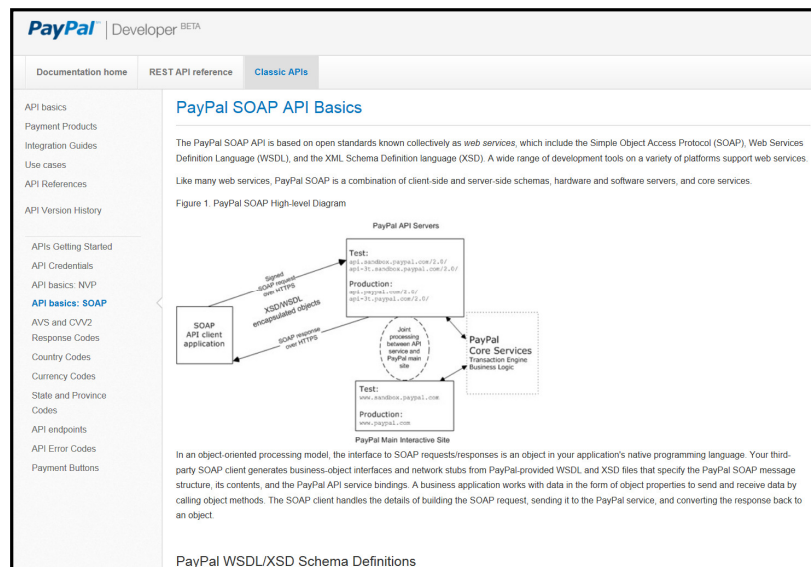 PayPal™ | Developer BETA
Documentation home
REST API reference
Classic APIs
API basics
Payment Products
Integration Guides
Use cases
API References
API Version History
APIs Getting Started
API Credentials
API basics: NVP
API basics: SOAP
AVS and CVV2
Response Codes
Country Codes
Currency Codes
State and Province
Codes
API endpoints
API Error Codes
Payment Buttons
PayPal SOAP API Basics
The PayPal SOAP API is based on open standards known collectively as web services, which include the Simple Object Access Protocol (SOAP), Web Services
Definition Language (WSDL), and the XML Schema Definition language (XSD). A wide range of development tools on a variety of platforms support web services.
Like many web services, PayPal SOAP is a combination of client-side and server-side schemas, hardware and software servers, and core services.
Figure 1. PayPal SOAP High-level Diagram
PayPal API Servers
Test:
api.sandbox.paypal.com/2.0/
api-3t.sandbox.paypal.com/2.0/
Production:
api.paypal.com/2.0/
api-3t.paypal.com/2.0/
Signed
SOAP request
over HTTPS
XSD/WSDL
encapsulated objects
SOAP response
over HTTPS
SOAP
API client
application
Joint
processing
between API
service and
PayPal main
site
PayPal
Core Services
Transaction Engine
Business Logic
Test:
www.sandbox.paypal.com
Production:
www.paypal.com
PayPal Main Interactive Site
In an object-oriented processing model, the interface to SOAP requests/responses is an object in your application's native programming language. Your third-
party SOAP client generates business-object interfaces and network stubs from PayPal-provided WSDL and XSD files that specify the PayPal SOAP message
structure, its contents, and the PayPal API service bindings. A business application works with data in the form of object properties to send and receive data by
calling object methods. The SOAP client handles the details of building the SOAP request, sending it to the PayPal service, and converting the response back to
an object.
PayPal WSDL/XSD Schema Definitions